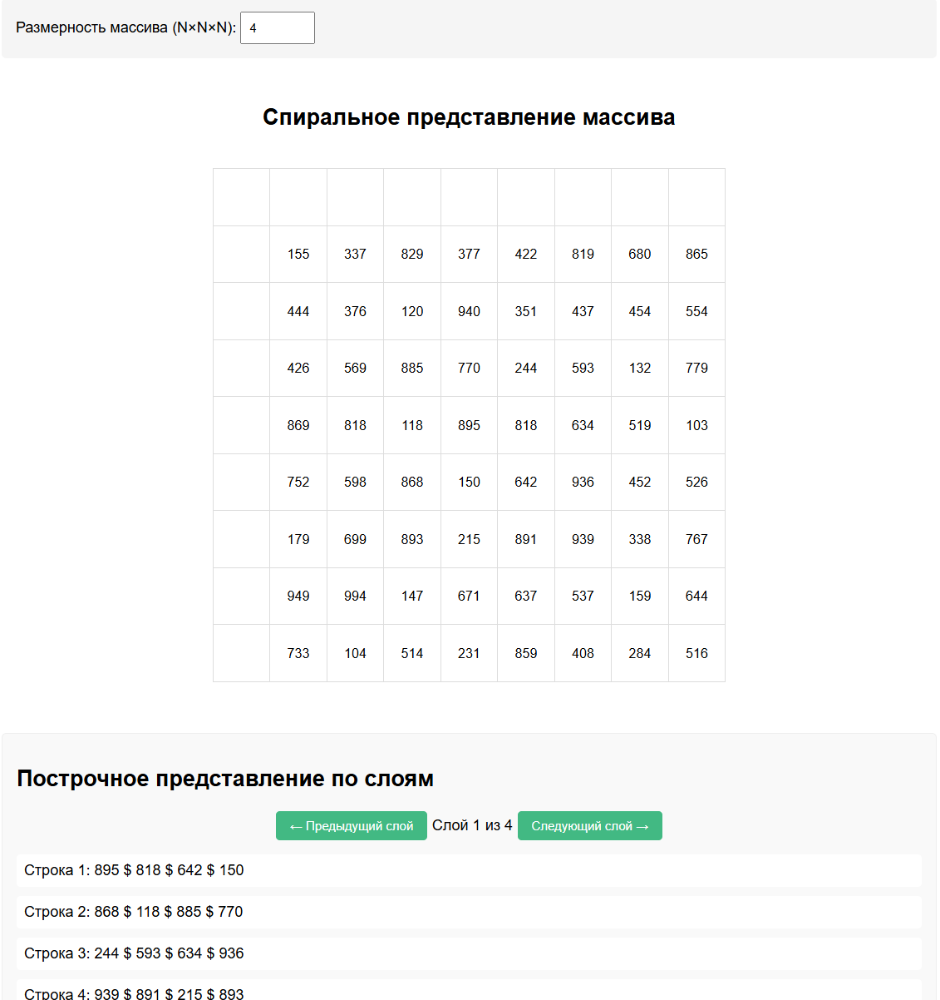 Размерность массива (N×N×N): 4
Спиральное представление массива
155 337 829 377 422 819 680 865
444 376 120 940 351 437 454 554
426 569 885 770 244 593 132 779
869 818 118 895 818 634 519 103
752 598 868 150 642 936 452 526
179 699 893 215 891 939 338 767
949 994 147 671 637 537 159 644
733 104 514 231 859 408 284 516
Построчное представление по слоям
← Предыдущий слой Слой 1 из 4 Следующий слой →
Строка 1: 895 $ 818 $ 642 $ 150
Строка 2: 868 $ 118 $ 885 $ 770
Строка 3: 244 $ 593 $ 634 $ 936
Строка 4: 939 $ 891 $ 215 $ 893